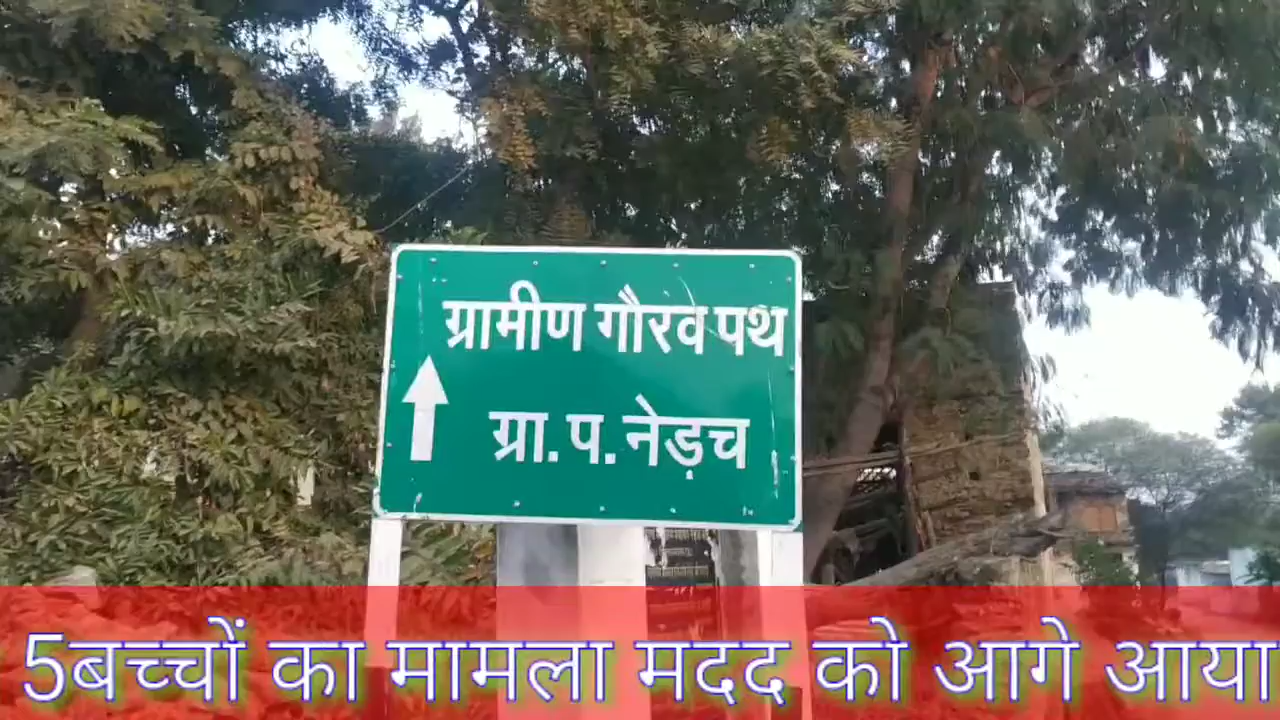 ग्रामीण गौरव पथ
ग्रा. प. नेड़च
5बच्चों का मामला मदद को आगे आया